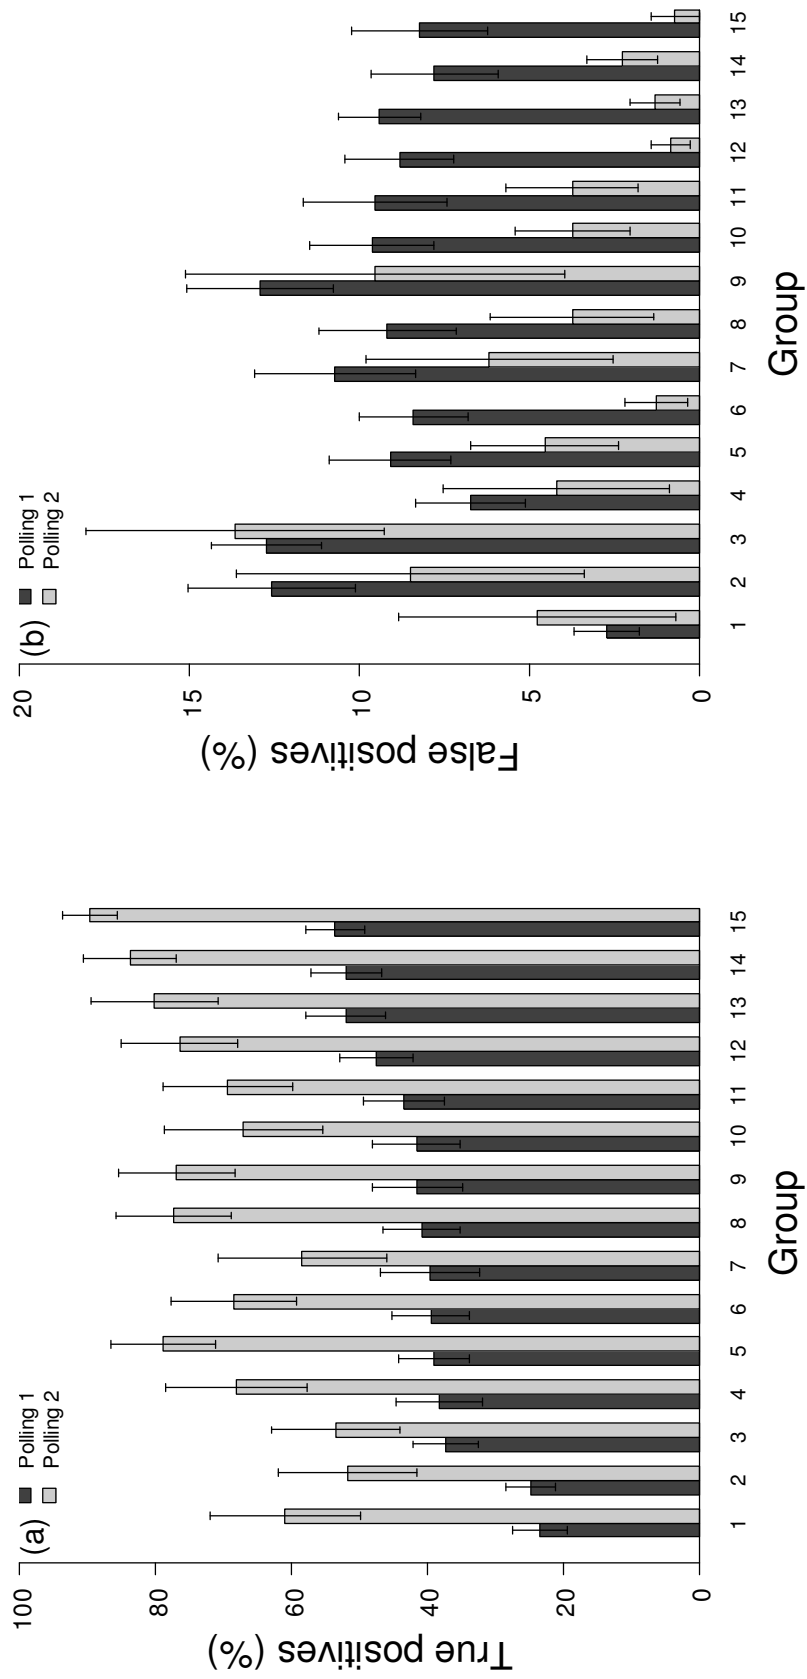 (a)
Polling 1
Polling 2
True positives (%)
0
20
40
60
80
100
1 2 3 4 5 6 7 8 9 10 11 12 13 14 15
Group
(b)
Polling 1
Polling 2
False positives (%)
0
5
10
15
20
1 2 3 4 5 6 7 8 9 10 11 12 13 14 15
Group